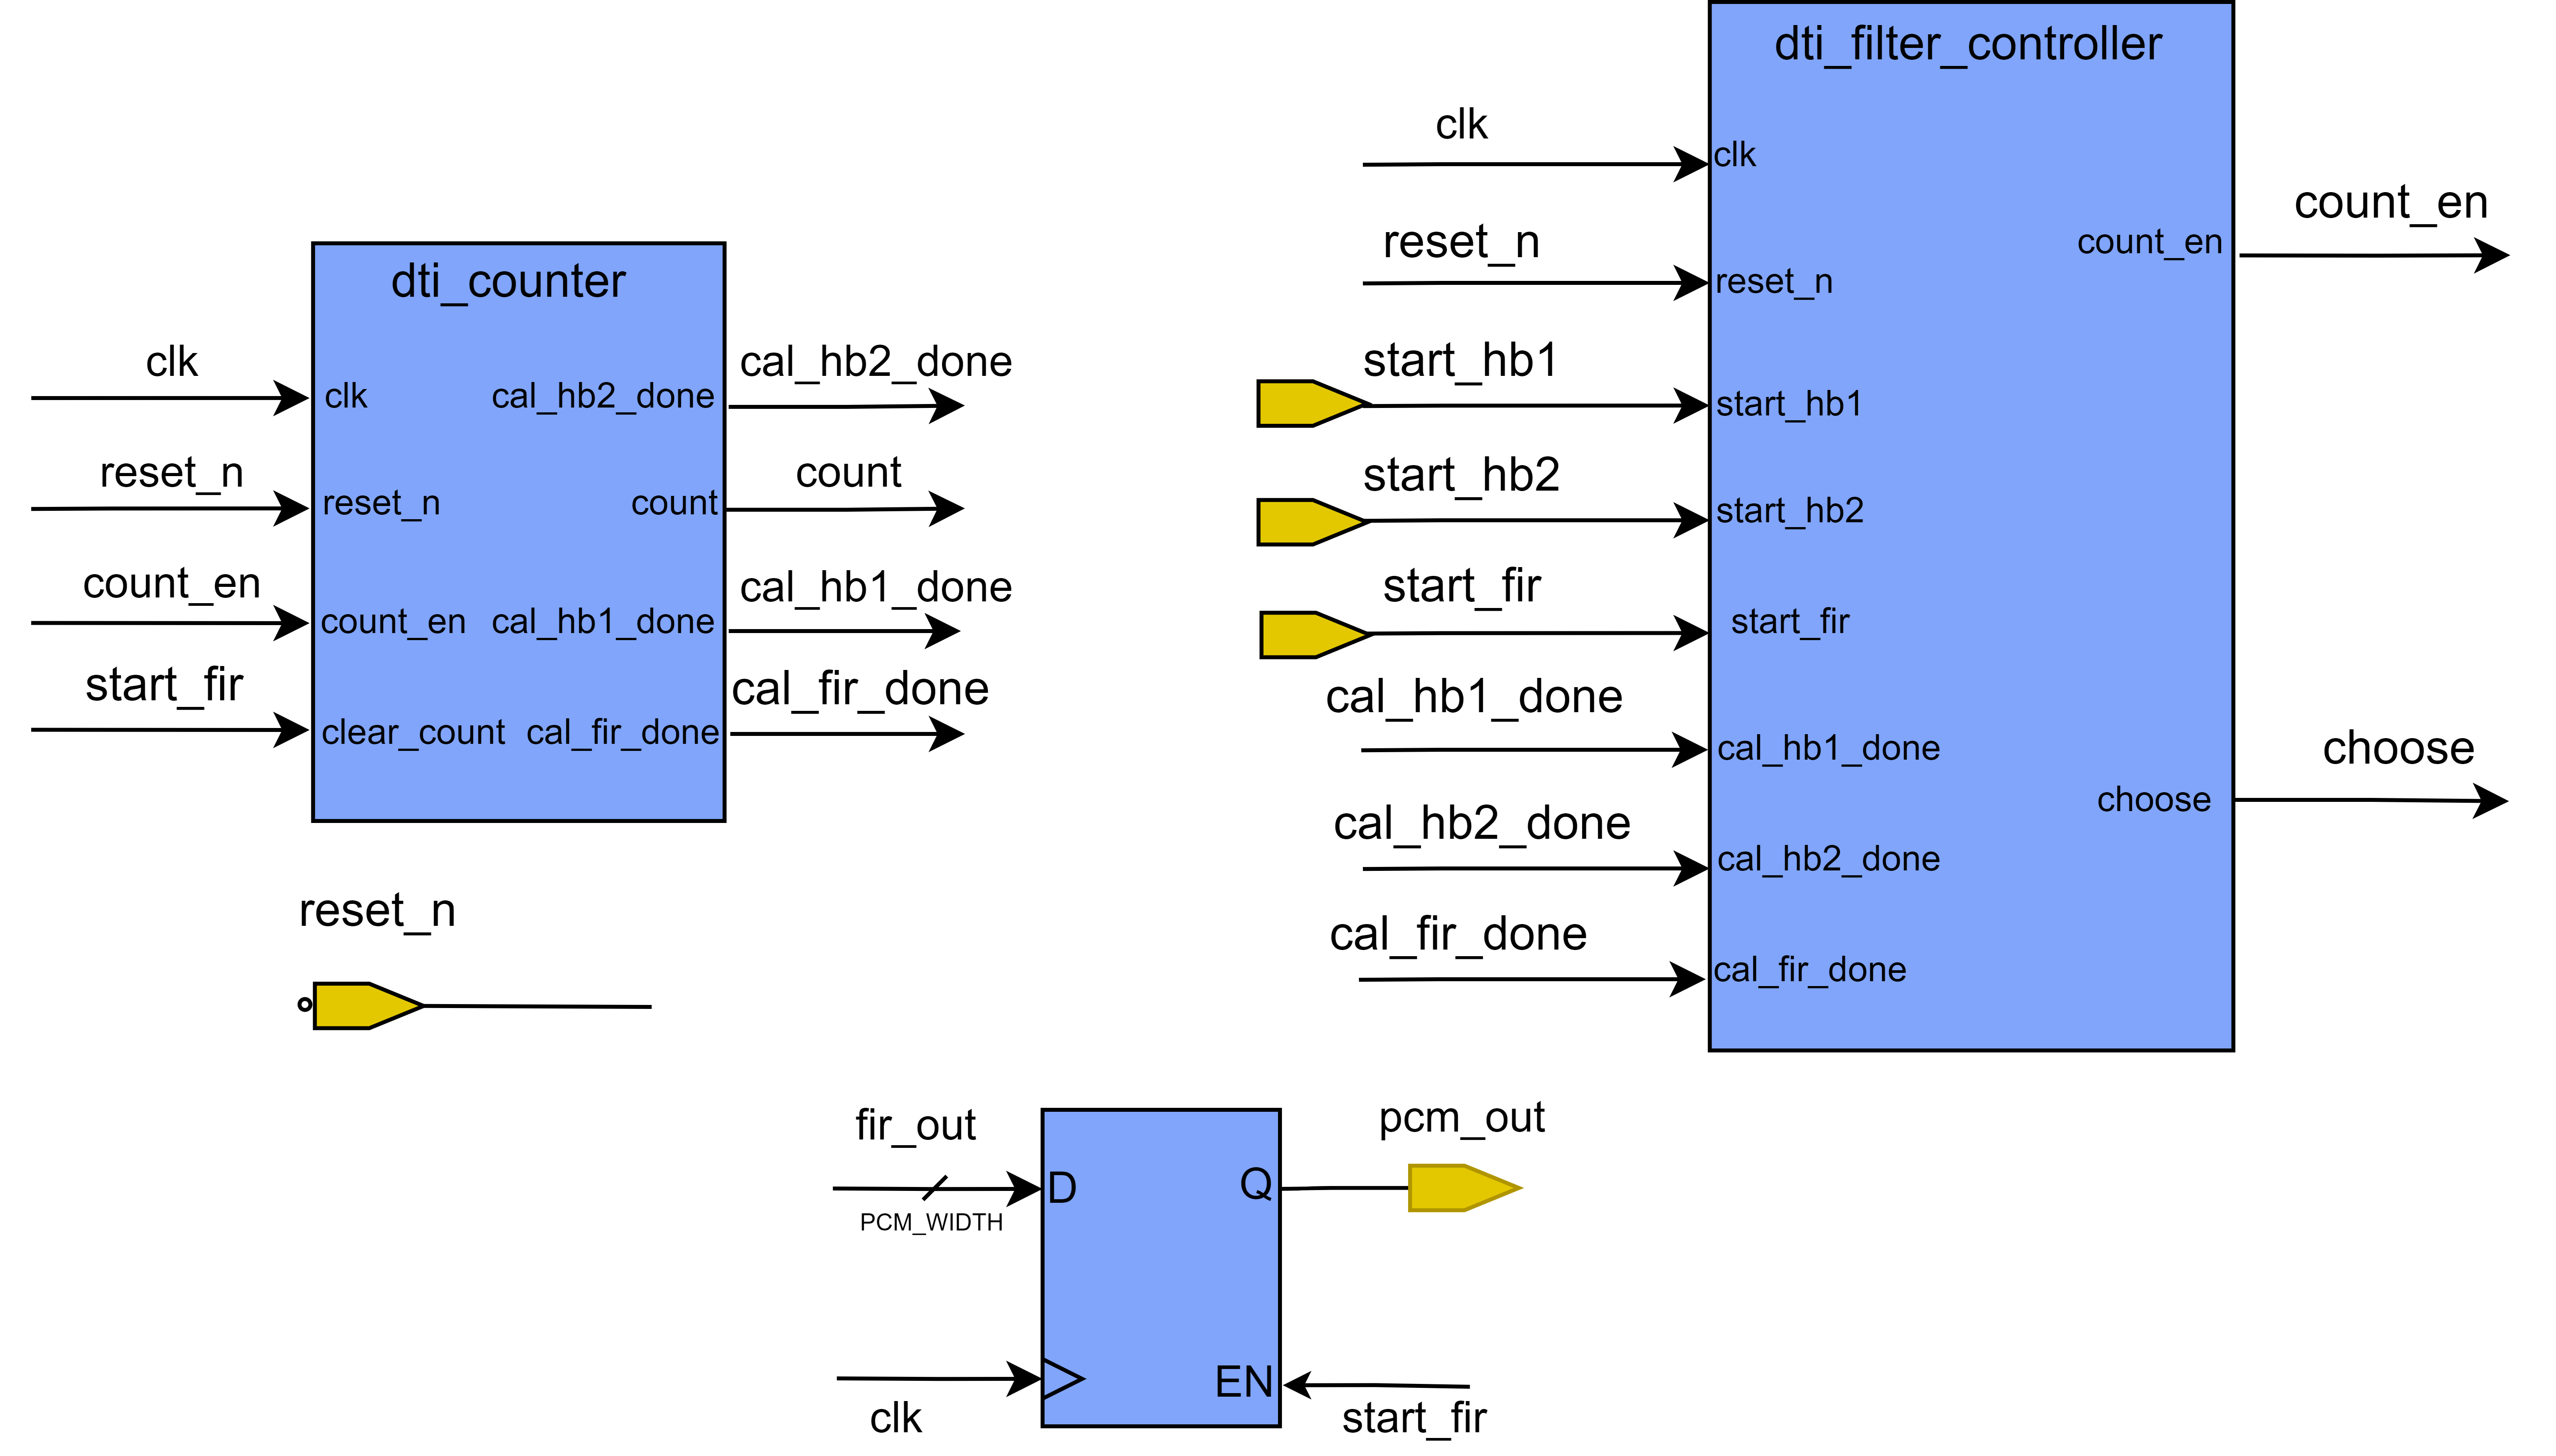 dti_counter
clk
clk
cal_hb2_done
cal_hb2_done
reset_n
reset_n
count
count
count_en
count_en
cal_hb1_done
cal_hb1_done
start_fir
clear_count
cal_fir_done
cal_fir_done
reset_n
dti_filter_controller
clk
clk
reset_n
reset_n
count_en
count_en
start_hb1
start_hb1
start_hb2
start_hb2
start_fir
start_fir
cal_hb1_done
cal_hb1_done
choose
choose
cal_hb2_done
cal_hb2_done
cal_fir_done
cal_fir_done
fir_out
PCM_WIDTH
D
Q
pcm_out
clk
EN
start_fir